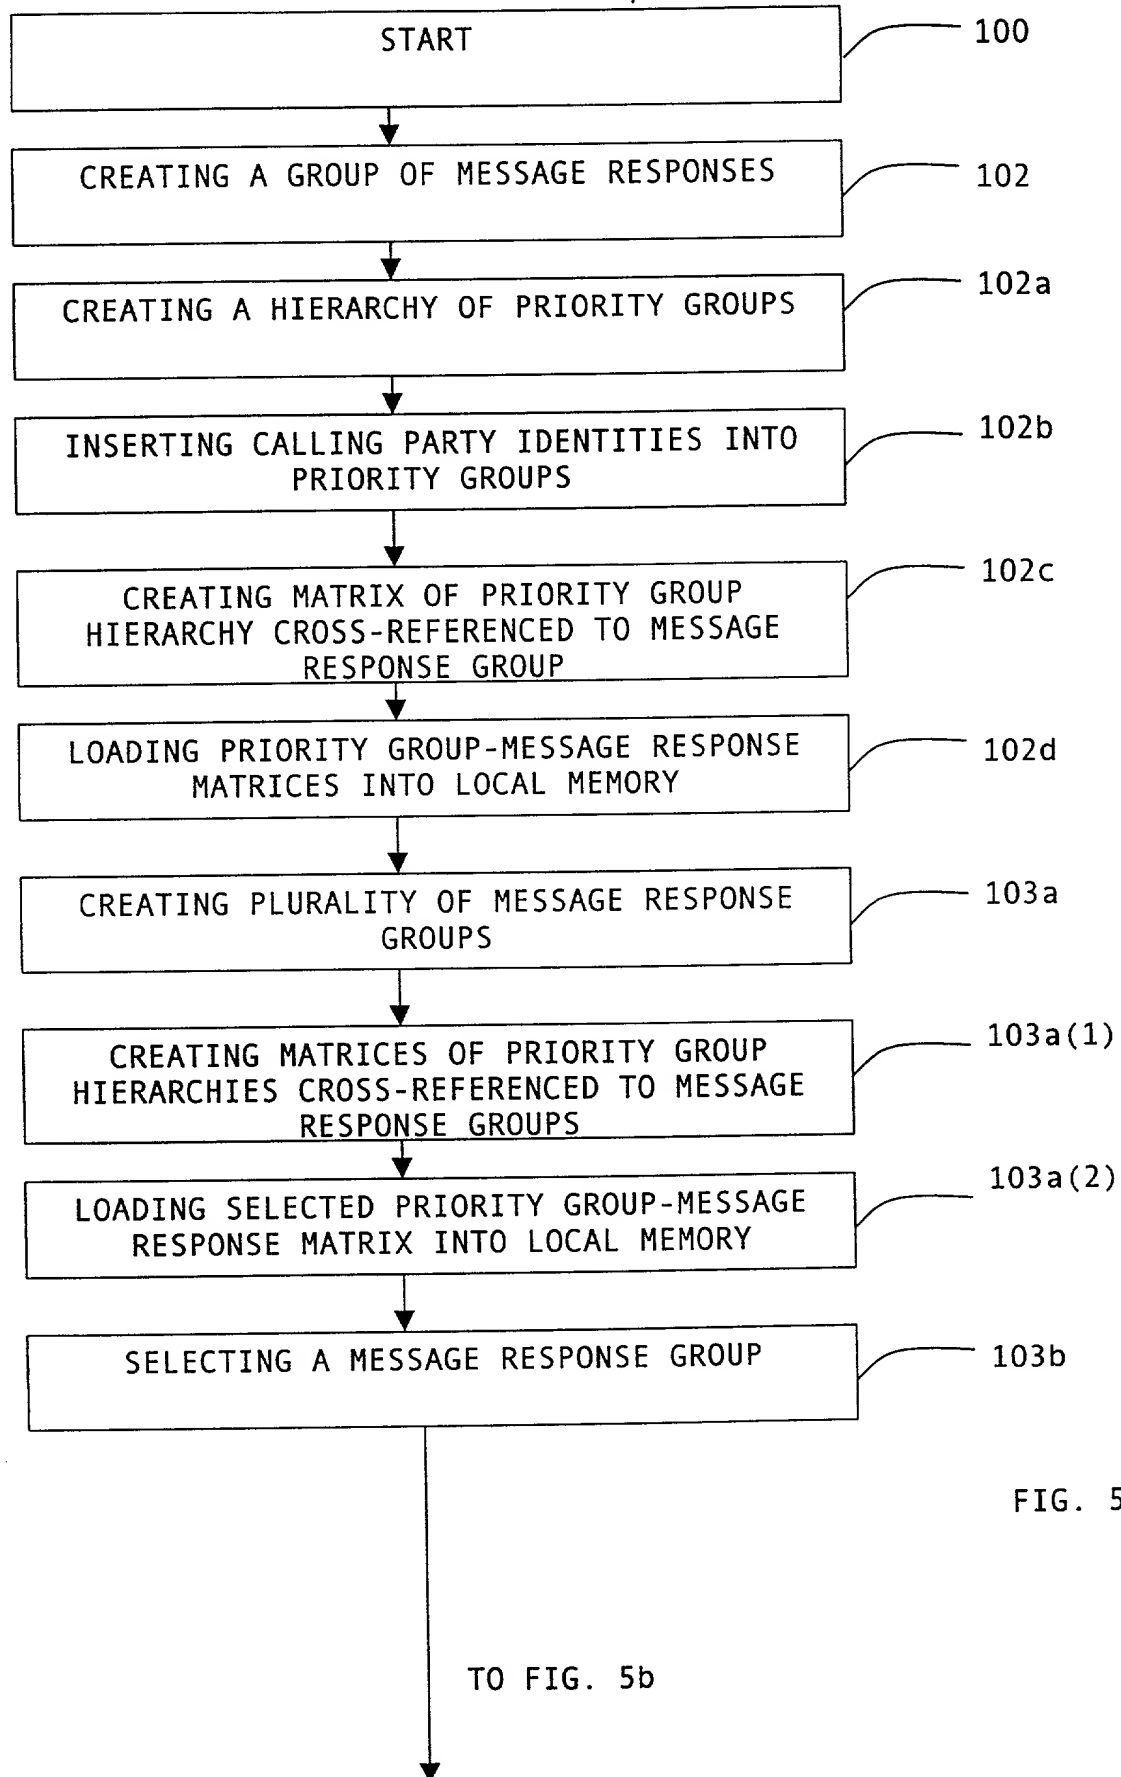 START
100
CREATING A GROUP OF MESSAGE RESPONSES
102
CREATING A HIERARCHY OF PRIORITY GROUPS
102a
INSERTING CALLING PARTY IDENTITIES INTO
PRIORITY GROUPS
102b
CREATING MATRIX OF PRIORITY GROUP
HIERARCHY CROSS-REFERENCED TO MESSAGE
RESPONSE GROUP
102c
LOADING PRIORITY GROUP-MESSAGE RESPONSE
MATRICES INTO LOCAL MEMORY
102d
CREATING PLURALITY OF MESSAGE RESPONSE
GROUPS
103a
CREATING MATRICES OF PRIORITY GROUP
HIERARCHIES CROSS-REFERENCED TO MESSAGE
RESPONSE GROUPS
103a(1)
LOADING SELECTED PRIORITY GROUP-MESSAGE
RESPONSE MATRIX INTO LOCAL MEMORY
103a(2)
SELECTING A MESSAGE RESPONSE GROUP
103b
FIG. 5
TO FIG. 5b